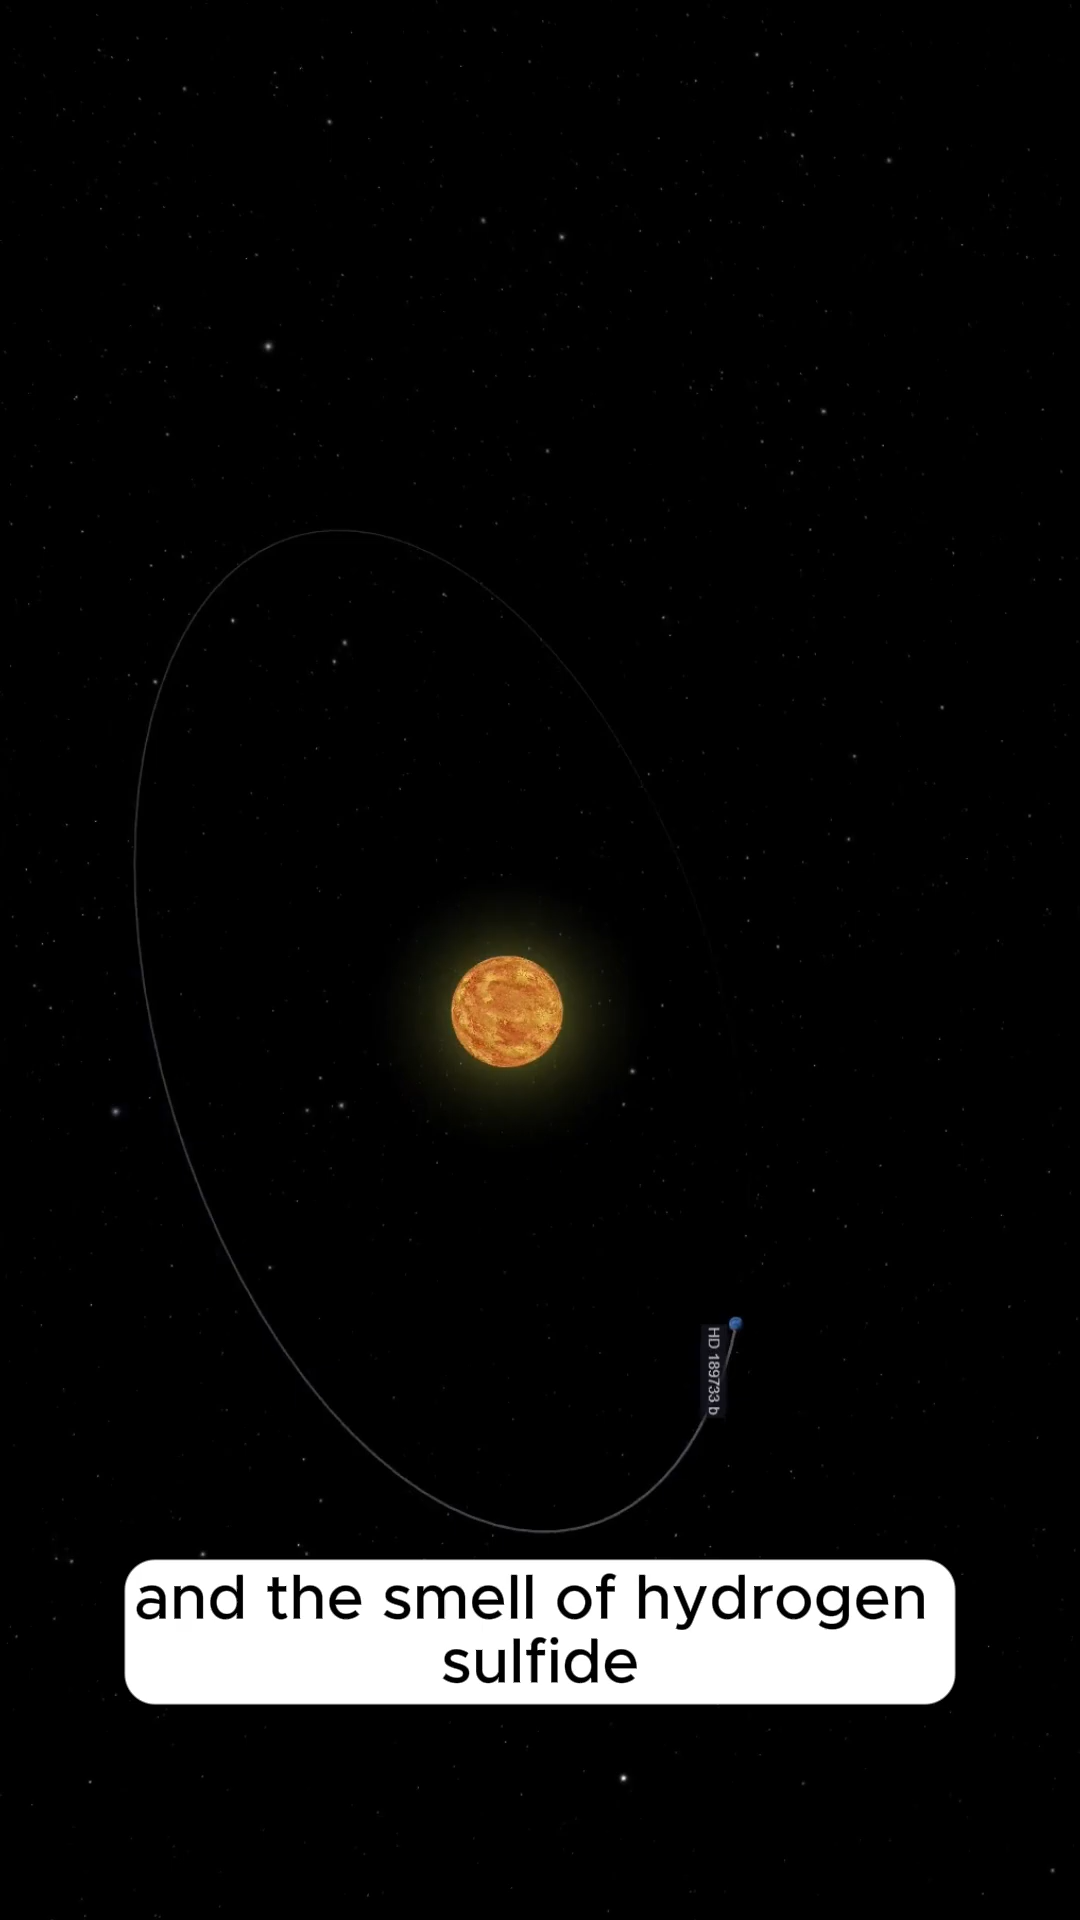 HD 189733 b
and the smell of hydrogen
sulfide